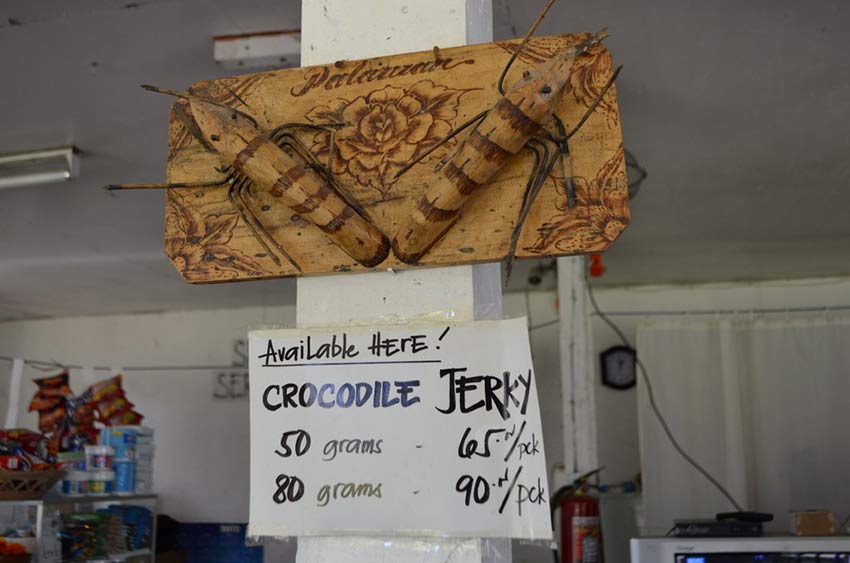 Palawan
Available HERE!
CROCODILE JERKY
50 grams - 65.⁰⁰/pck
80 grams - 90.⁰⁰/pck